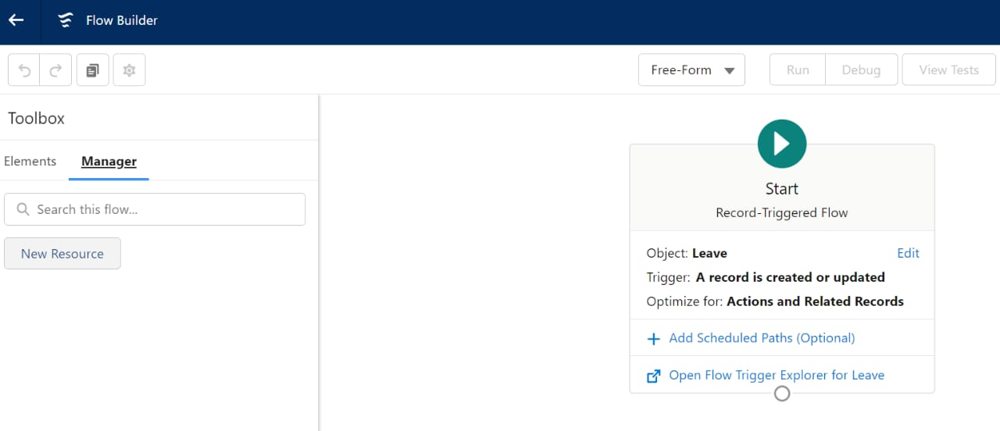 Flow Builder
Free-Form
Run
Debug
View Tests
Toolbox
Elements
Manager
Search this flow...
New Resource
Start
Record-Triggered Flow
Object: Leave
Edit
Trigger: A record is created or updated
Optimize for: Actions and Related Records
Add Scheduled Paths (Optional)
Open Flow Trigger Explorer for Leave